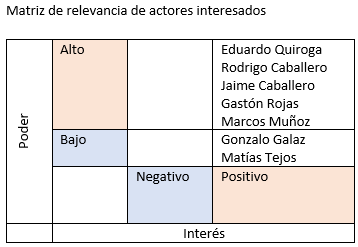 Matriz de relevancia de actores interesados
Poder
Alto
Eduardo Quiroga
Rodrigo Caballero
Jaime Caballero
Gastón Rojas
Marcos Muñoz
Bajo
Gonzalo Galaz
Matías Tejos
Negativo
Positivo
Interés